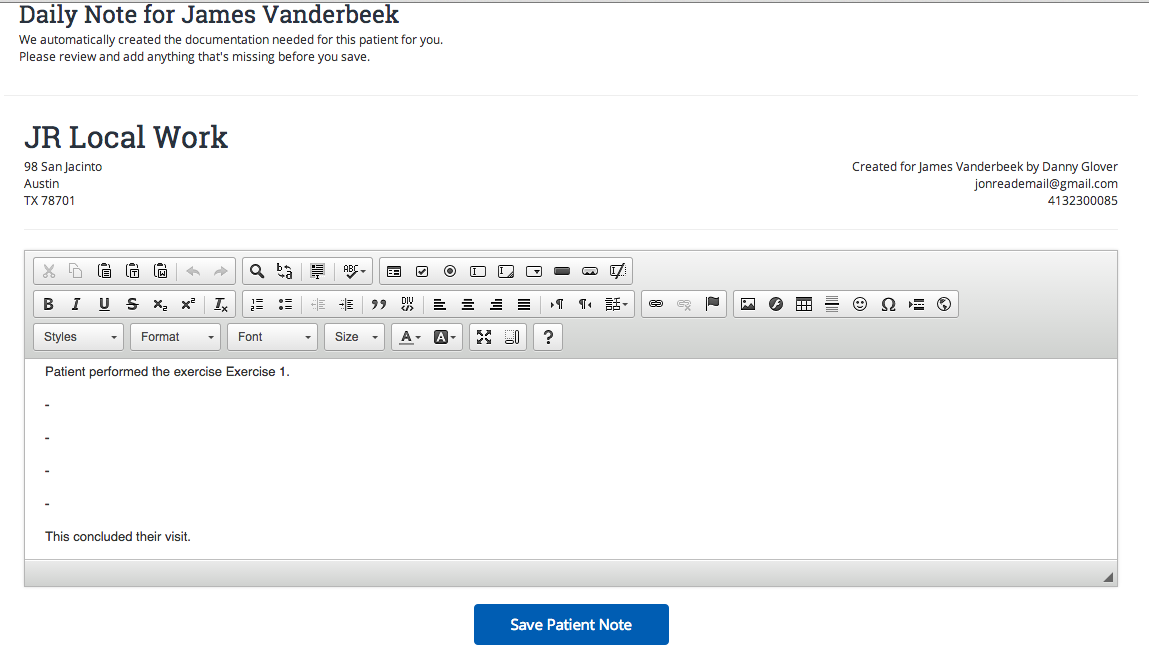 Daily Note for James Vanderbeek
We automatically created the documentation needed for this patient for you.
Please review and add anything that's missing before you save.
JR Local Work
98 San Jacinto
Austin
TX 78701
Created for James Vanderbeek by Danny Glover
jonreademail@gmail.com
4132300085
Styles Format Font Size A A ?
Patient performed the exercise Exercise 1.
-
-
-
-
This concluded their visit.
Save Patient Note